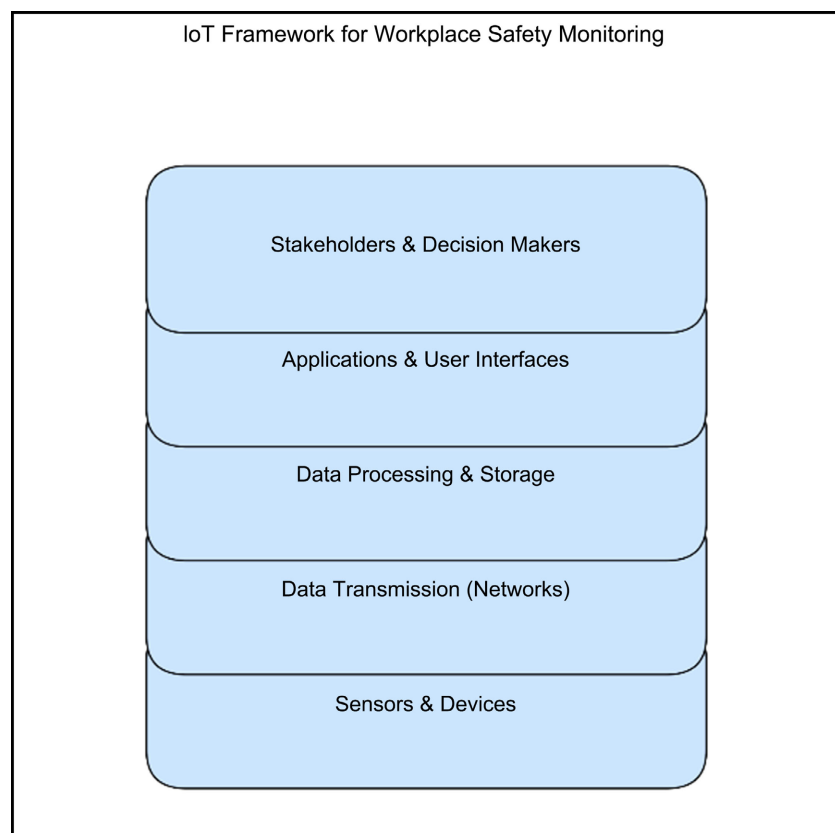 IoT Framework for Workplace Safety Monitoring
Stakeholders & Decision Makers
Applications & User Interfaces
Data Processing & Storage
Data Transmission (Networks)
Sensors & Devices